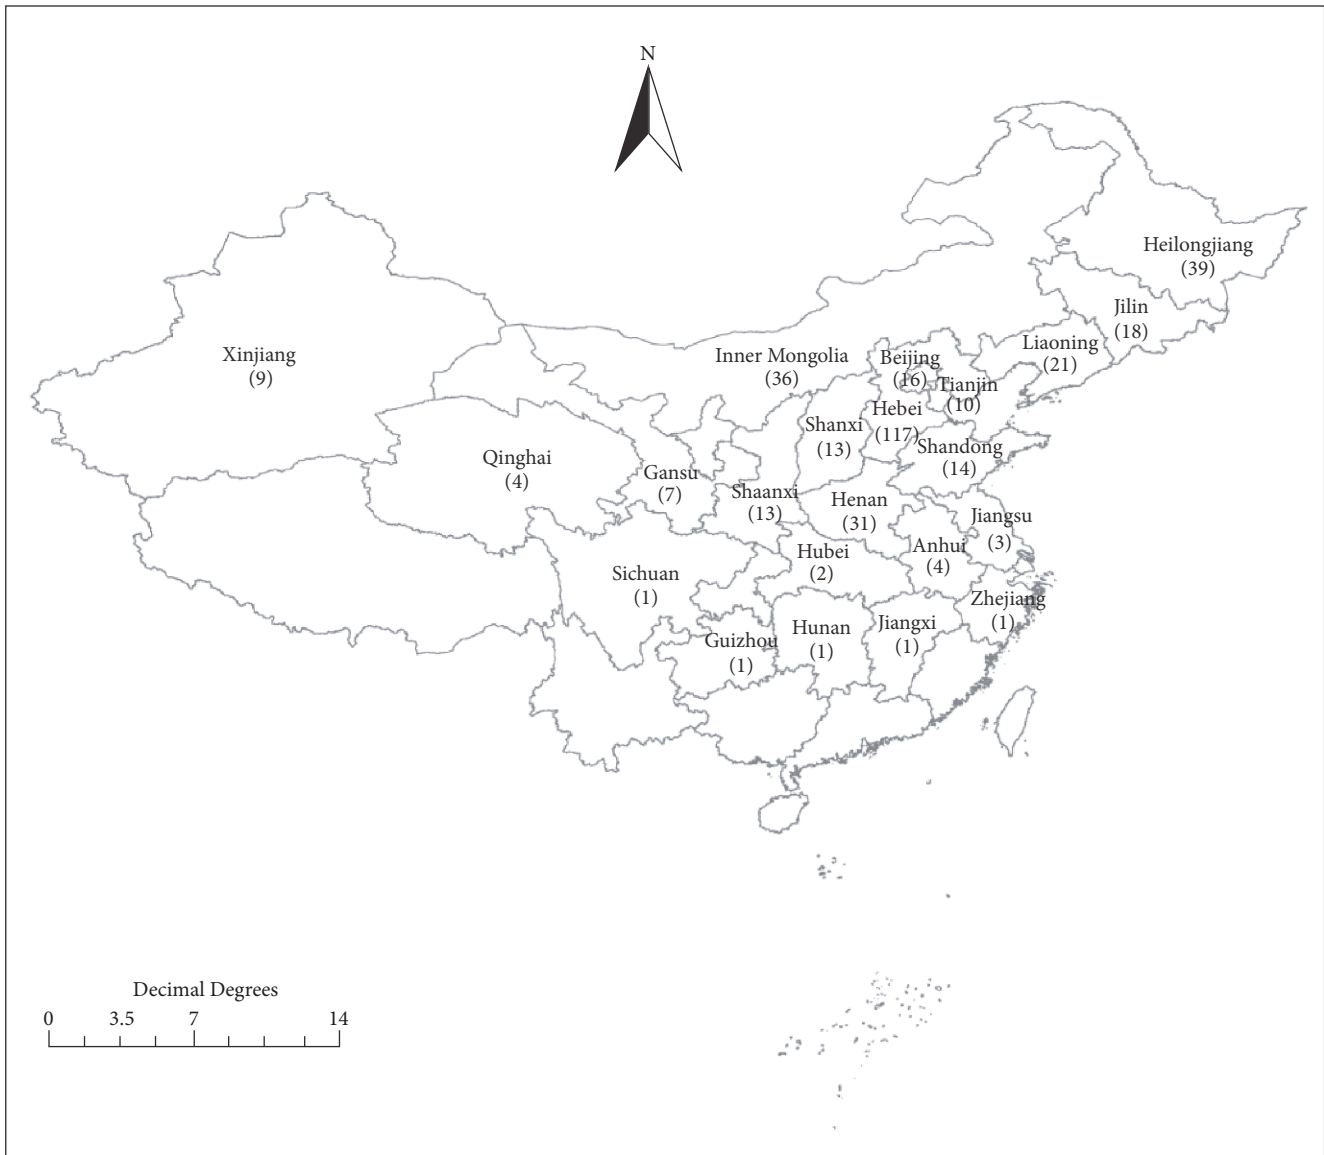 N
Heilongjiang
(39)
Jilin
(18)
Liaoning
(21)
Xinjiang
(9)
Inner Mongolia
(36)
Beijing
(16)
Tianjin
(10)
Hebei
(117)
Shanxi
(13)
Shandong
(14)
Qinghai
(4)
Gansu
(7)
Shaanxi
(13)
Henan
(31)
Jiangsu
(3)
Anhui
(4)
Hubei
(2)
Sichuan
(1)
Zhejiang
(1)
Guizhou
(1)
Hunan
(1)
Jiangxi
(1)
Decimal Degrees
0 3.5 7 14